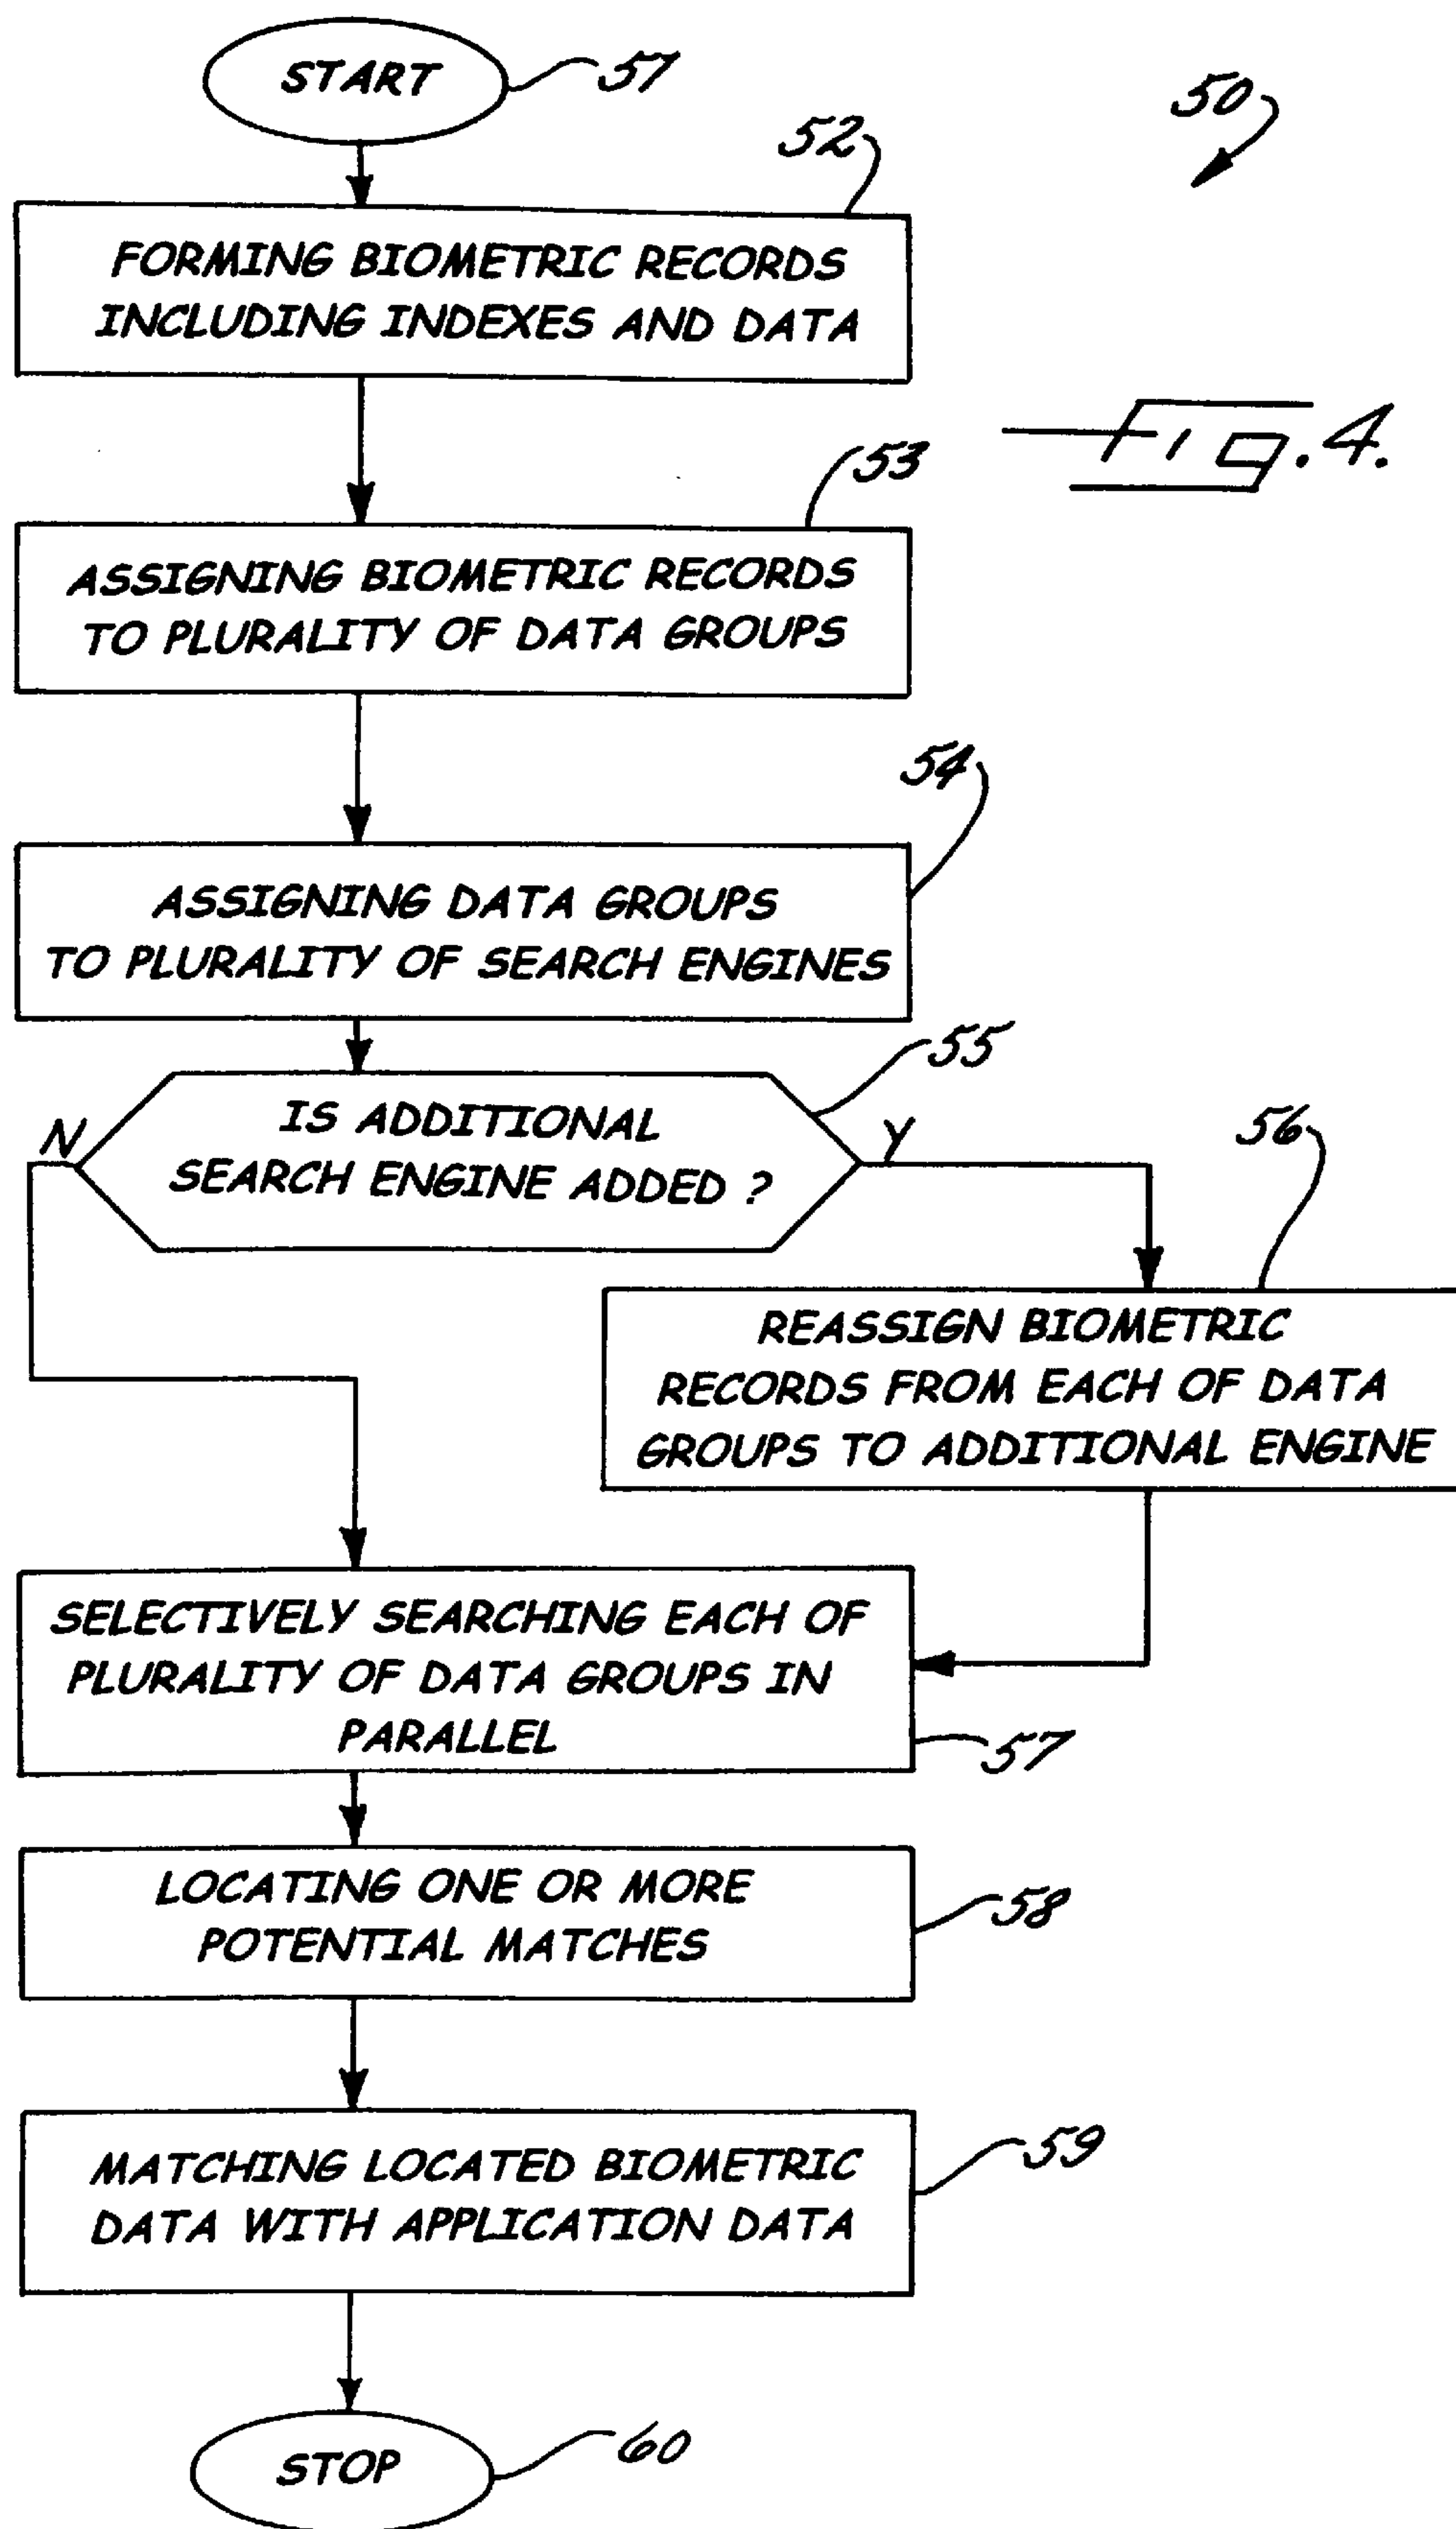 START
57
50
52
FORMING BIOMETRIC RECORDS
INCLUDING INDEXES AND DATA
Fig. 4.
53
ASSIGNING BIOMETRIC RECORDS
TO PLURALITY OF DATA GROUPS
54
ASSIGNING DATA GROUPS
TO PLURALITY OF SEARCH ENGINES
55
IS ADDITIONAL
SEARCH ENGINE ADDED ?
N
Y
56
REASSIGN BIOMETRIC
RECORDS FROM EACH OF DATA
GROUPS TO ADDITIONAL ENGINE
SELECTIVELY SEARCHING EACH OF
PLURALITY OF DATA GROUPS IN
PARALLEL
57
LOCATING ONE OR MORE
POTENTIAL MATCHES
58
MATCHING LOCATED BIOMETRIC
DATA WITH APPLICATION DATA
59
STOP
60